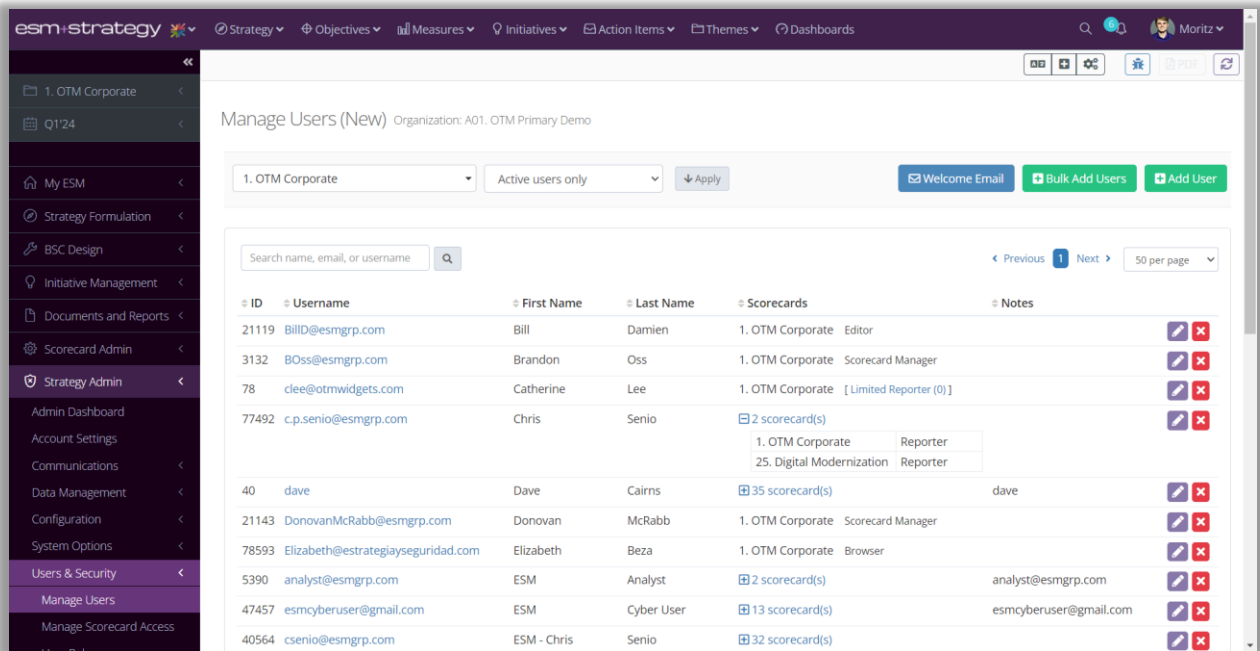 esm+strategy
Strategy Objectives Measures Initiatives Action Items Themes Dashboards
6
Moritz
1. OTM Corporate
PDF
Q1'24
Manage Users (New) Organization: A01. OTM Primary Demo
My ESM
1. OTM Corporate Active users only Apply Welcome Email Bulk Add Users Add User
Strategy Formulation
BSC Design
Search name, email, or username Previous 1 Next 50 per page
Initiative Management
Documents and Reports
ID Username First Name Last Name Scorecards Notes
Scorecard Admin
21119 BillD@esmgrp.com Bill Damien 1. OTM Corporate Editor
3132 BOss@esmgrp.com Brandon Oss 1. OTM Corporate Scorecard Manager
Strategy Admin
78 clee@otmwidgets.com Catherine Lee 1. OTM Corporate [ Limited Reporter (0) ]
Admin Dashboard
77492 c.p.senio@esmgrp.com Chris Senio 2 scorecard(s)
Account Settings
1. OTM Corporate Reporter
Communications
25. Digital Modernization Reporter
Data Management
40 dave Dave Cairns 35 scorecard(s) dave
Configuration
21143 DonovanMcRabb@esmgrp.com Donovan McRabb 1. OTM Corporate Scorecard Manager
System Options
78593 Elizabeth@estrategiayseguridad.com Elizabeth Beza 1. OTM Corporate Browser
Users & Security
5390 analyst@esmgrp.com ESM Analyst 2 scorecard(s) analyst@esmgrp.com
Manage Users
47457 esmcyberuser@gmail.com ESM Cyber User 13 scorecard(s) esmcyberuser@gmail.com
Manage Scorecard Access
40564 csenio@esmgrp.com ESM - Chris Senio 32 scorecard(s)